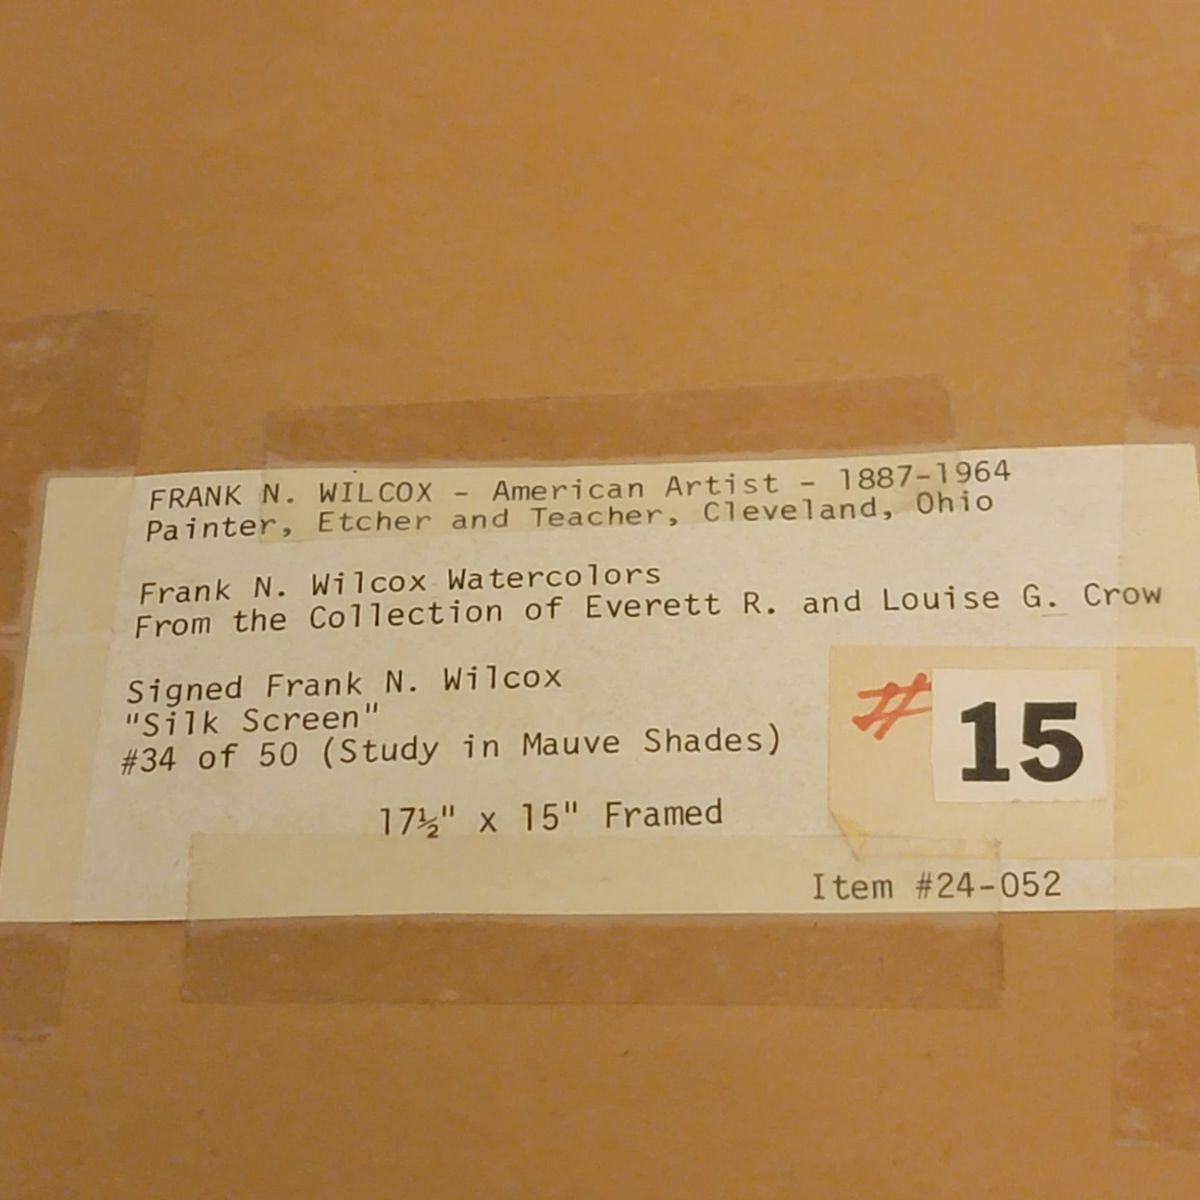 FRANK N. WILCOX - American Artist - 1887-1964
Painter, Etcher and Teacher, Cleveland, Ohio
Frank N. Wilcox Watercolors
From the Collection of Everett R. and Louise G. Crow
Signed Frank N. Wilcox
"Silk Screen"
#34 of 50 (Study in Mauve Shades)
# 15
17½" x 15" Framed
Item #24-052